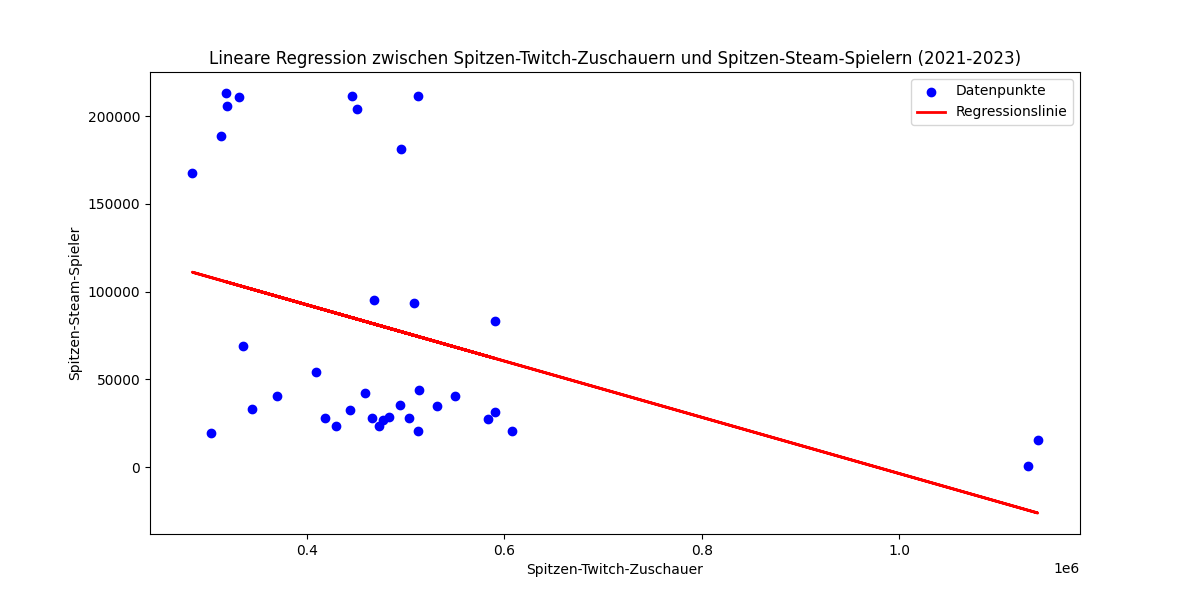 Lineare Regression zwischen Spitzen-Twitch-Zuschauern und Spitzen-Steam-Spielern (2021-2023)
Datenpunkte
Regressionslinie
Spitzen-Steam-Spieler
200000
150000
100000
50000
0
0.4
0.6
0.8
1.0
1e6
Spitzen-Twitch-Zuschauer